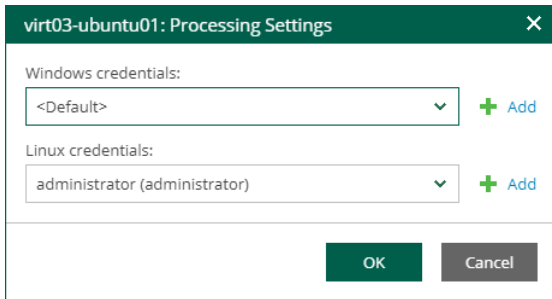 virt03-ubuntu01: Processing Settings
Windows credentials:
<Default>
Add
Linux credentials:
administrator (administrator)
Add
OK Cancel